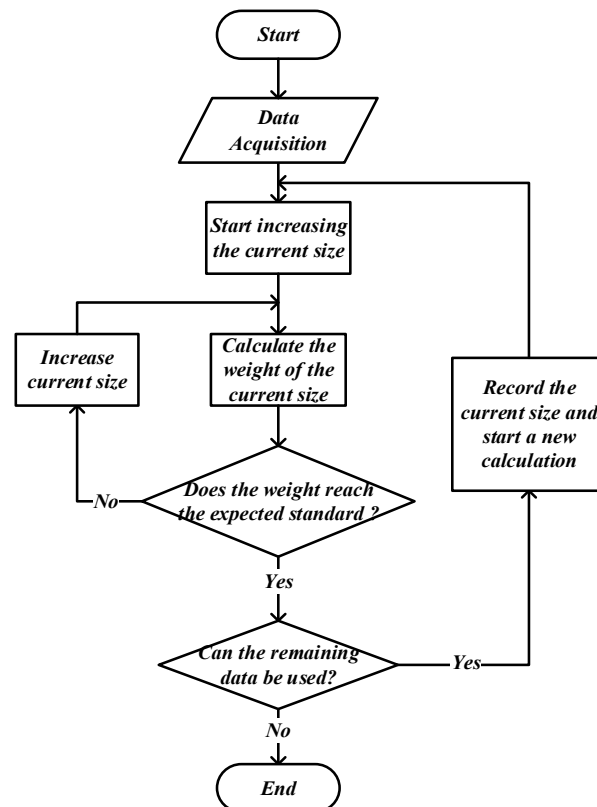 Start
Data
Acquisition
Start increasing
the current size
Increase
current size
Calculate the
weight of the
current size
Record the
current size and
start a new
calculation
Does the weight reach
the expected standard ?
No
Yes
Can the remaining
data be used?
Yes
No
End